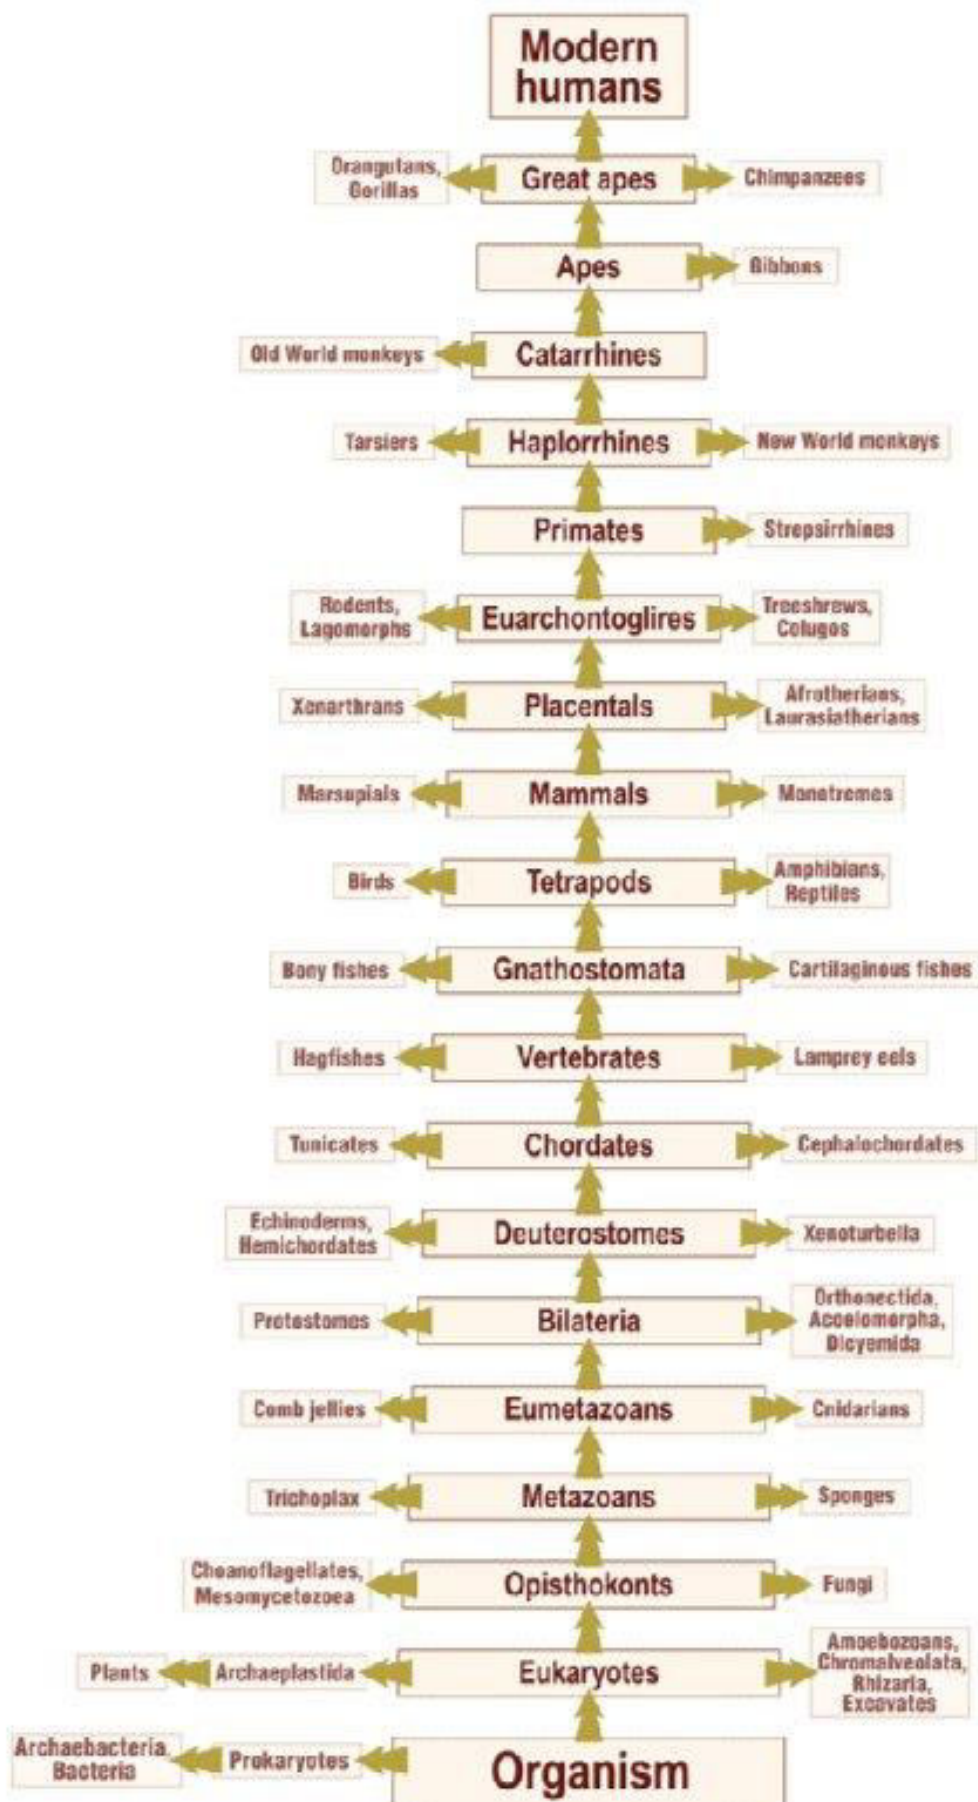 Modern
humans
Orangutans,
Gorillas
Great apes
Chimpanzees
Apes
Gibbons
Old World monkeys
Catarrhines
Tarsiers
Haplorrhines
New World monkeys
Primates
Strepsirrhines
Rodents,
Lagomorphs
Euarchontoglires
Treeshrews,
Colugos
Xenarthrans
Placentals
Afrotherians,
Laurasiatherians
Marsupials
Mammals
Monotremes
Birds
Tetrapods
Amphibians,
Reptiles
Bony fishes
Gnathostomata
Cartilaginous fishes
Hagfishes
Vertebrates
Lamprey eels
Tunicates
Chordates
Cephalochordates
Echinoderms,
Hemichordates
Deuterostomes
Xenoturbella
Protostomes
Bilateria
Orthonectida,
Accelomorpha,
Dicyemida
Comb jellies
Eumetazoans
Cnidarians
Trichoplax
Metazoans
Sponges
Choanoflagellates,
Mesomycetozoea
Opisthokonts
Fungi
Plants
Archaeplastida
Eukaryotes
Amoebozoans,
Chromalveolata,
Rhizaria,
Excavates
Archaebacteria,
Bacteria
Prokaryotes
Organism